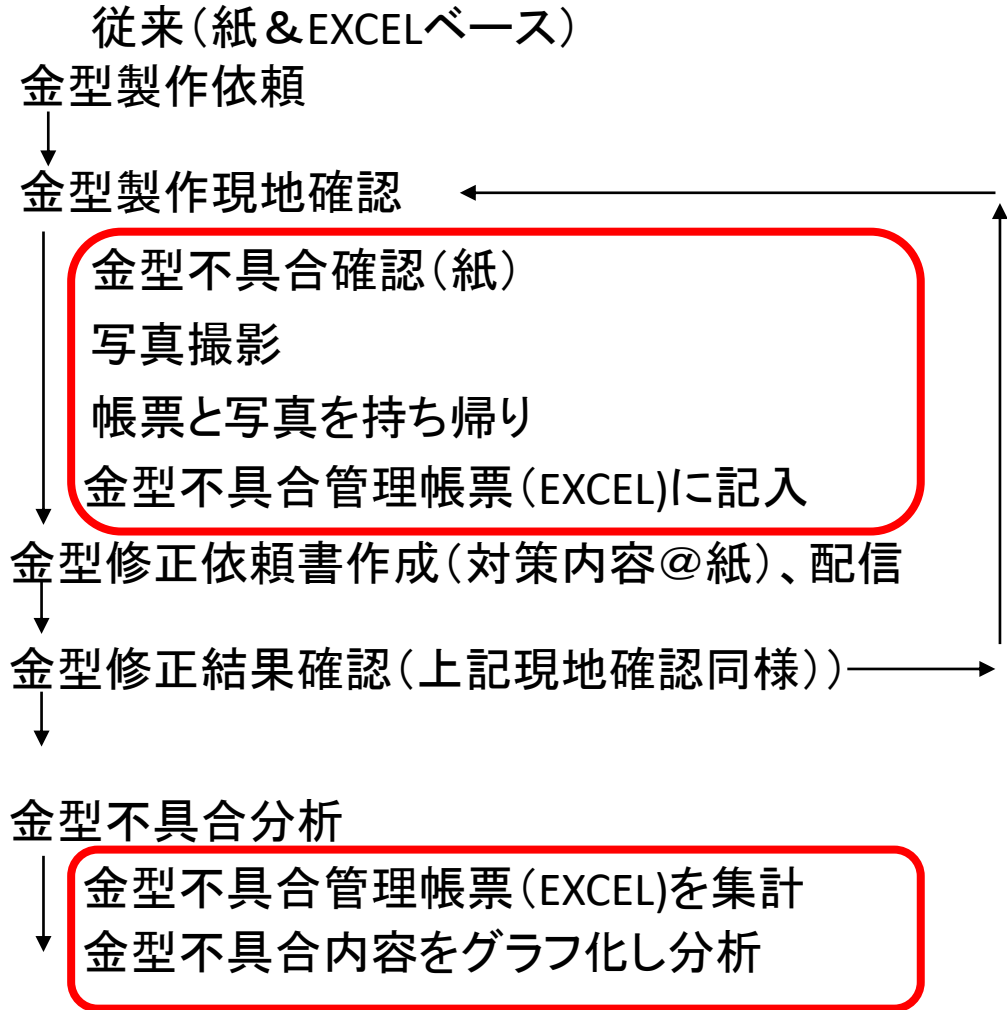 従来（紙＆EXCELベース）
金型製作依頼
金型製作現地確認
金型不具合確認（紙）
写真撮影
帳票と写真を持ち帰り
金型不具合管理帳票（EXCEL)に記入
金型修正依頼書作成（対策内容＠紙）、配信
金型修正結果確認（上記現地確認同様））
金型不具合分析
金型不具合管理帳票（EXCEL)を集計
金型不具合内容をグラフ化し分析